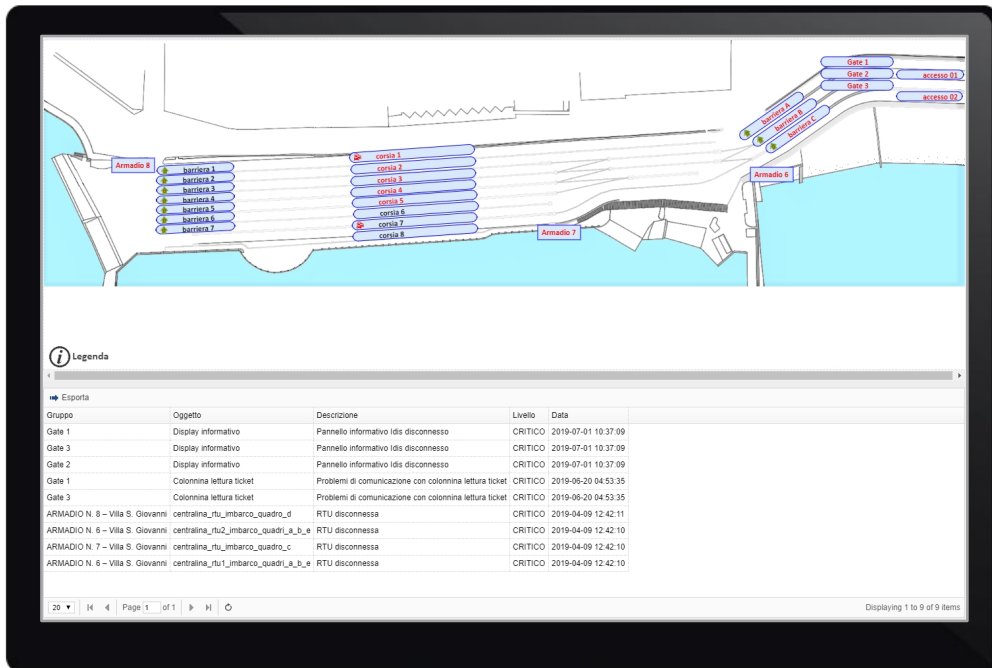 Gate 1
Gate 2
Gate 3
accesso 01
accesso 02
barriera A
barriera B
barriera C
Armadio 8
barriera 1
barriera 2
barriera 3
barriera 4
barriera 5
barriera 6
barriera 7
corsia 1
corsia 2
corsia 3
corsia 4
corsia 5
corsia 6
corsia 7
corsia 8
Armadio 6
Armadio 7
i Legenda
Esporta
Gruppo Oggetto Descrizione Livello Data
Gate 1 Display informativo Pannello informativo Idis disconnesso CRITICO 2019-07-01 10:37:09
Gate 3 Display informativo Pannello informativo Idis disconnesso CRITICO 2019-07-01 10:37:09
Gate 2 Display informativo Pannello informativo Idis disconnesso CRITICO 2019-07-01 10:37:09
Gate 1 Colonnina lettura ticket Problemi di comunicazione con colonnina lettura ticket CRITICO 2019-06-20 04:53:35
Gate 3 Colonnina lettura ticket Problemi di comunicazione con colonnina lettura ticket CRITICO 2019-06-20 04:53:35
ARMADIO N. 8 – Villa S. Giovanni centralina_rtu_imbarco_quadro_d RTU disconnessa CRITICO 2019-04-09 12:42:11
ARMADIO N. 6 – Villa S. Giovanni centralina_rtu2_imbarco_quadri_a_b_e RTU disconnessa CRITICO 2019-04-09 12:42:10
ARMADIO N. 7 – Villa S. Giovanni centralina_rtu_imbarco_quadro_c RTU disconnessa CRITICO 2019-04-09 12:42:10
ARMADIO N. 6 – Villa S. Giovanni centralina_rtu1_imbarco_quadri_a_b_e RTU disconnessa CRITICO 2019-04-09 12:42:10
20 Page 1 of 1 Displaying 1 to 9 of 9 items